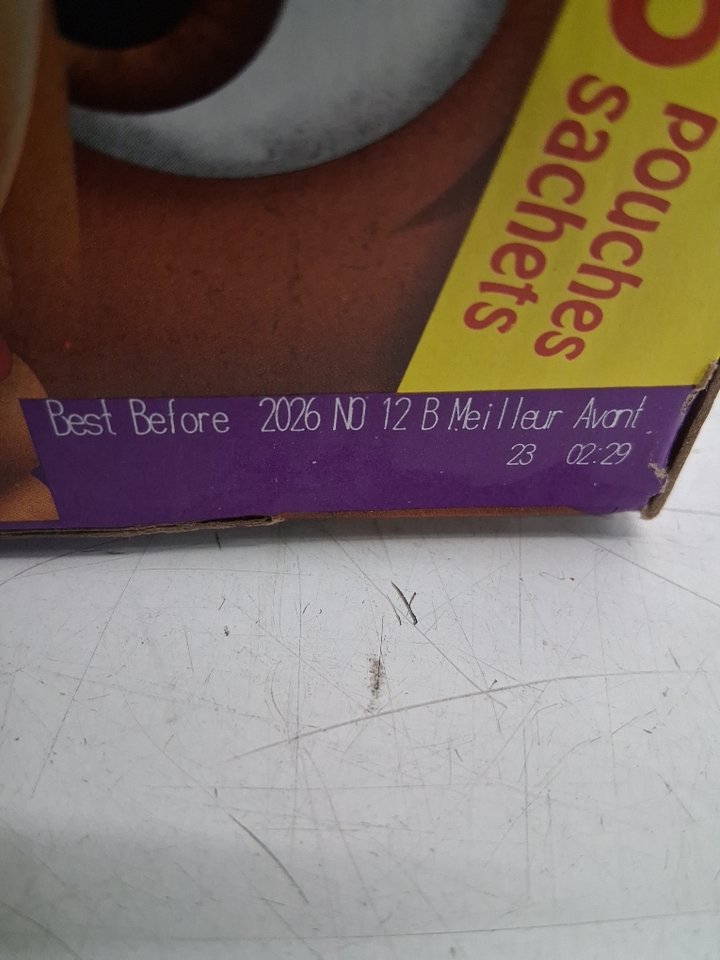 pouches
sachets
Best Before 2026 NO 12 B Meilleur Avant
23 02:29